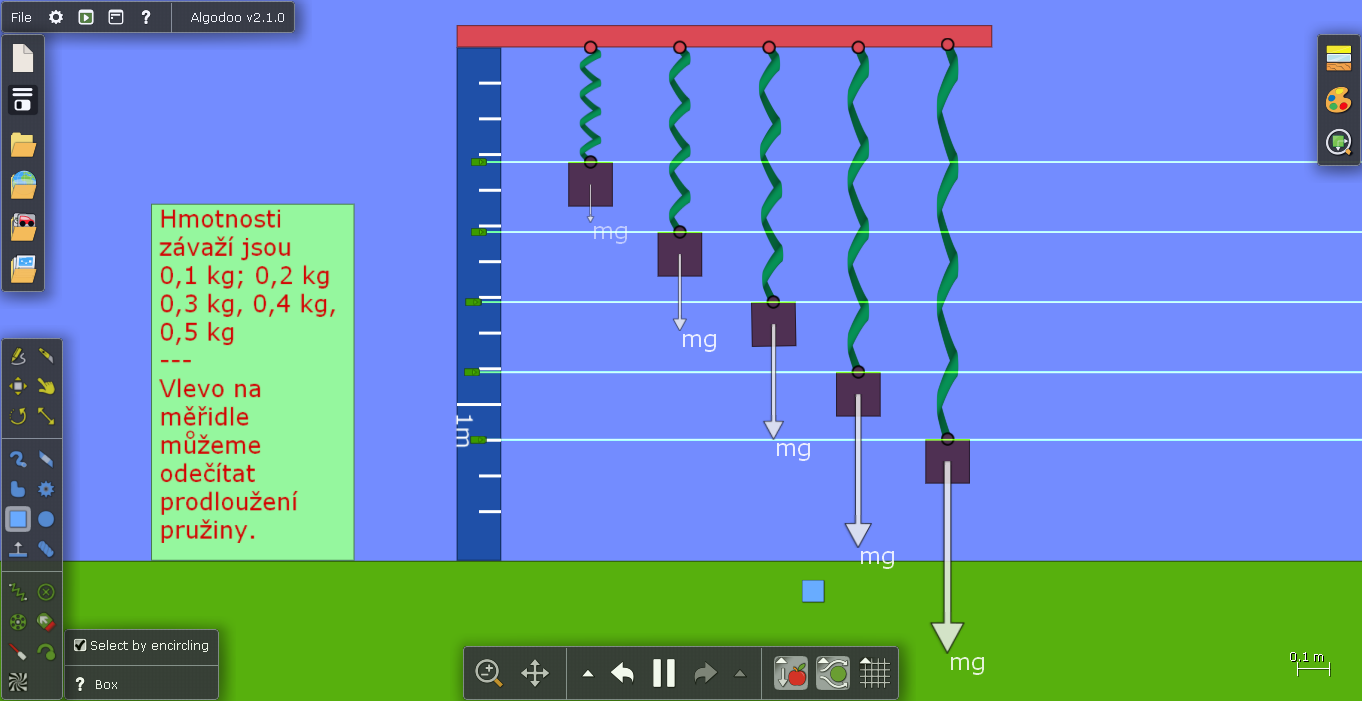 File ? Algodoo v2.1.0
Hmotnosti
závaží jsou
0,1 kg; 0,2 kg
0,3 kg, 0,4 kg,
0,5 kg
---
Vlevo na
měřidle
můžeme
odečítat
prodloužení
pružiny.
1m
mg
mg
mg
mg
mg
Select by encircling
? Box
0.1 m